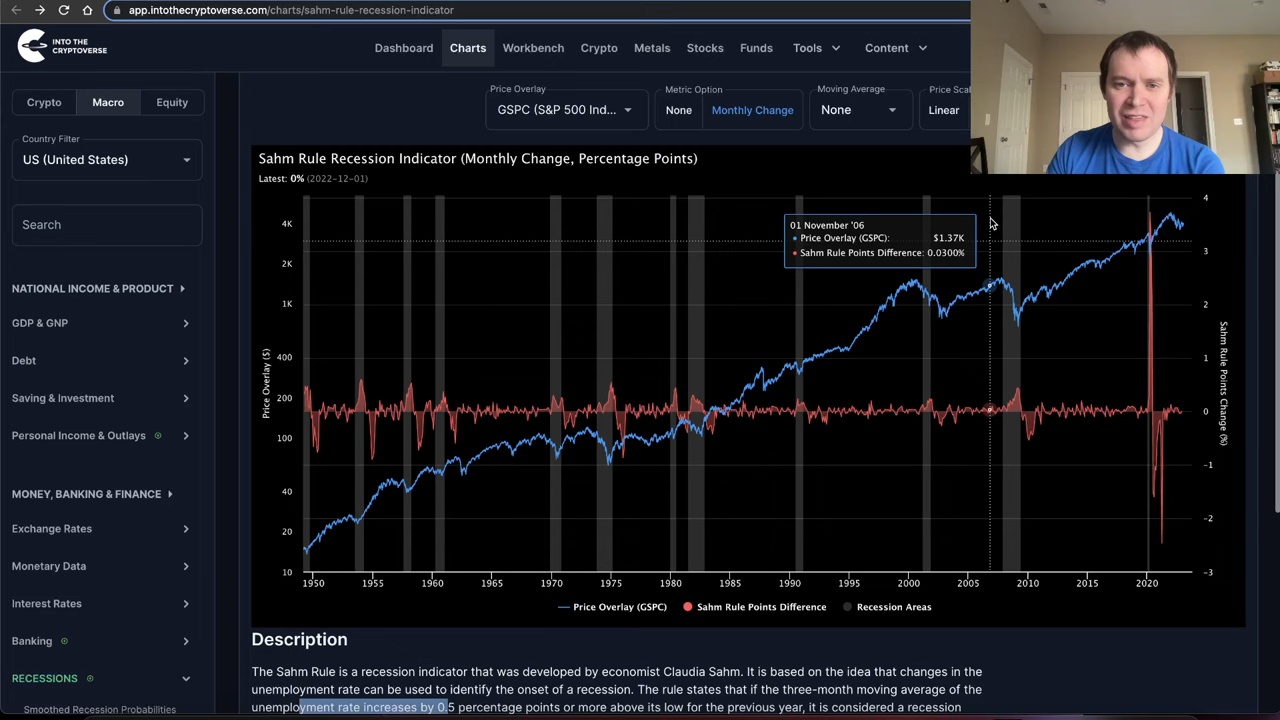 app.intothecryptoverse.com/charts/sahm-rule-recession-indicator
INTO THE
CRYPTOVERSE
Dashboard
Charts
Workbench
Crypto
Metals
Stocks
Funds
Tools
Content
Crypto
Macro
Equity
Country Filter
US (United States)
Search
NATIONAL INCOME & PRODUCT
GDP & GNP
Debt
Saving & Investment
Personal Income & Outlays
MONEY, BANKING & FINANCE
Exchange Rates
Monetary Data
Interest Rates
Banking
RECESSIONS
Smoothed Recession Probabilities
Price Overlay
GSPC (S&P 500 Ind...
Metric Option
None
Monthly Change
Moving Average
None
Price Scal
Linear
Sahm Rule Recession Indicator (Monthly Change, Percentage Points)
Latest: 0% (2022-12-01)
4K
2K
1K
400
200
100
40
20
10
Price Overlay ($)
01 November '06
Price Overlay (GSPC): $1.37K
Sahm Rule Points Difference: 0.0300%
4
3
2
1
0
-1
-2
-3
Sahm Rule Points Change (%)
1950 1955 1960 1965 1970 1975 1980 1985 1990 1995 2000 2005 2010 2015 2020
Price Overlay (GSPC)
Sahm Rule Points Difference
Recession Areas
Description
The Sahm Rule is a recession indicator that was developed by economist Claudia Sahm. It is based on the idea that changes in the
unemployment rate can be used to identify the onset of a recession. The rule states that if the three-month moving average of the
unemployment rate increases by 0.5 percentage points or more above its low for the previous year, it is considered a recession